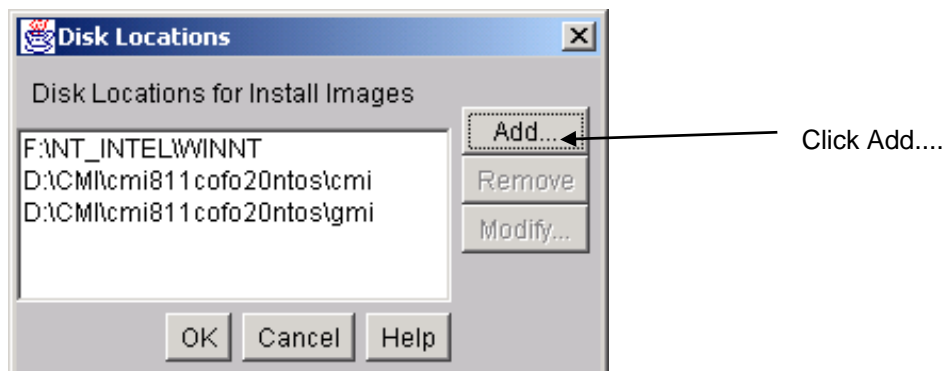 Disk Locations
Disk Locations for Install Images
F:\NT_INTEL\WINNT
D:\CMI\cmi811cofo20ntos\cmi
D:\CMI\cmi811cofo20ntos\gmi
Add...
Remove
Modify...
OK Cancel Help
Click Add....